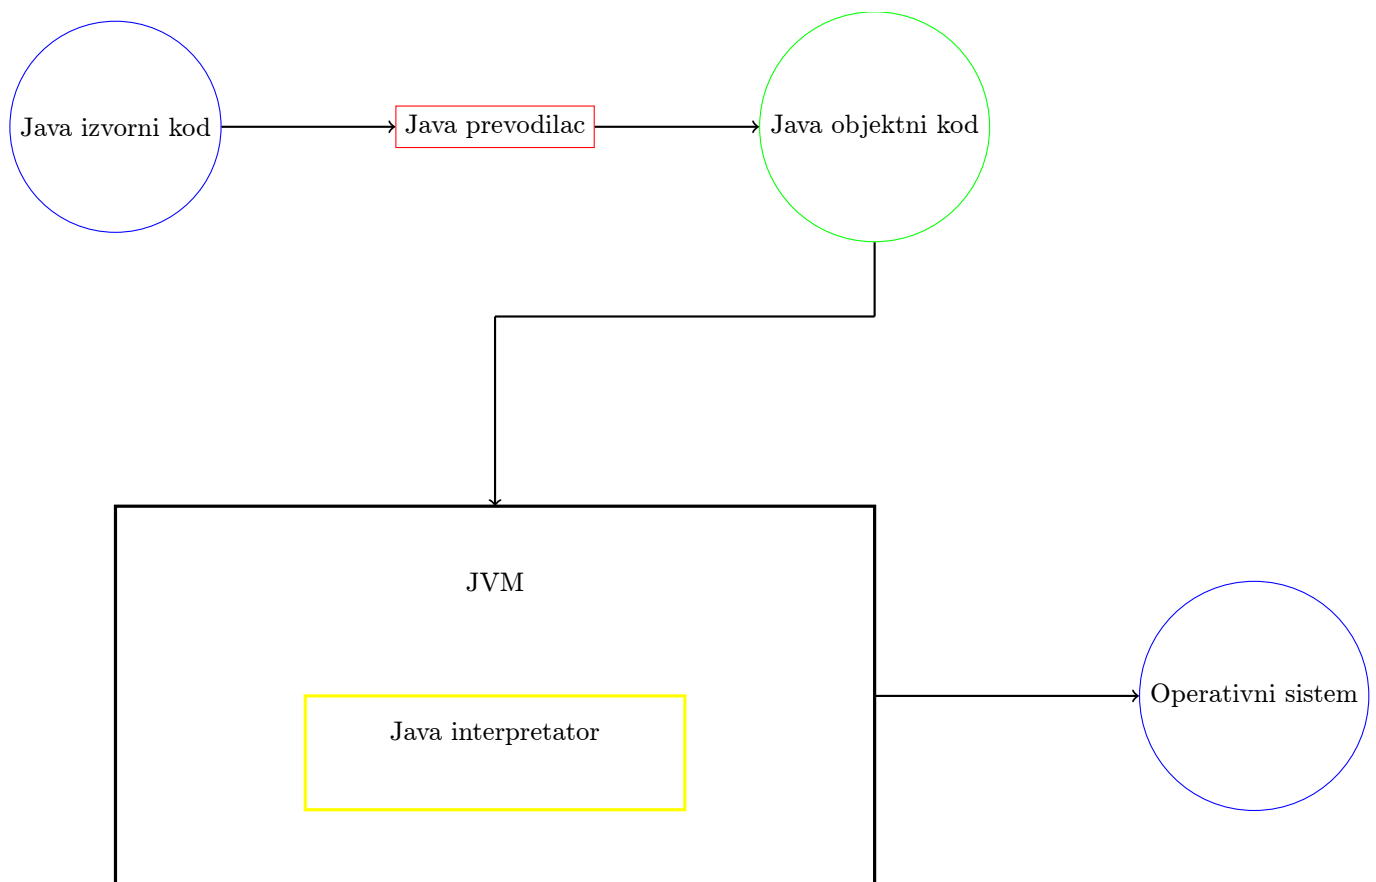 Java izvorni kod
Java prevodilac
Java objektni kod
JVM
Java interpretator
Operativni sistem